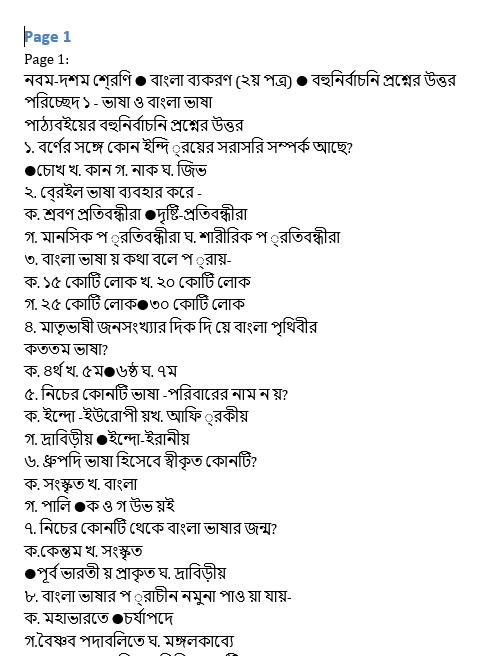 Page 1
Page 1:
নবম-দশম শ্রেণি ● বাংলা ব্যকরণ (২য় পত্র) ● বহুনির্বাচনি প্রশ্নের উত্তর
পরিচ্ছেদ ১ - ভাষা ও বাংলা ভাষা
পাঠ্যবইয়ের বহুনির্বাচনি প্রশ্নের উত্তর
১. বর্ণের সঙ্গে কোন ইন্দি ্রয়ের সরাসরি সম্পর্ক আছে?
●চোখ খ. কান গ. নাক ঘ. জিভ
২. ব্রেইল ভাষা ব্যবহার করে -
ক. শ্রবণ প্রতিবন্ধীরা ●দৃষ্টি-প্রতিবন্ধীরা
গ. মানসিক প ্রতিবন্ধীরা ঘ. শারীরিক প ্রতিবন্ধীরা
৩. বাংলা ভাষা য় কথা বলে প ্রায়-
ক. ১৫ কোটি লোক খ. ২০ কোটি লোক
গ. ২৫ কোটি লোক●৩০ কোটি লোক
৪. মাতৃভাষী জনসংখ্যার দিক দি য়ে বাংলা পৃথিবীর
কততম ভাষা?
ক. ৪র্থ খ. ৫ম●৬ষ্ঠ ঘ. ৭ম
৫. নিচের কোনটি ভাষা -পরিবারের নাম ন য়?
ক. ইন্দো -ইউরোপী য়খ. আফি ্রকীয়
গ. দ্রাবিড়ীয় ●ইন্দো-ইরানীয়
৬. ধ্রুপদি ভাষা হিসেবে স্বীকৃত কোনটি?
ক. সংস্কৃত খ. বাংলা
গ. পালি ●ক ও গ উভ য়ই
৭. নিচের কোনটি থেকে বাংলা ভাষার জন্ম?
ক.কেন্তম খ. সংস্কৃত
●পূর্ব ভারতী য় প্রাকৃত ঘ. দ্রাবিড়ীয়
৮. বাংলা ভাষার প ্রাচীন নমুনা পাও য়া যায়-
ক. মহাভারতে ●চর্যাপদে
গ.বৈষ্ণব পদাবলিতে ঘ. মঙ্গলকাব্যে